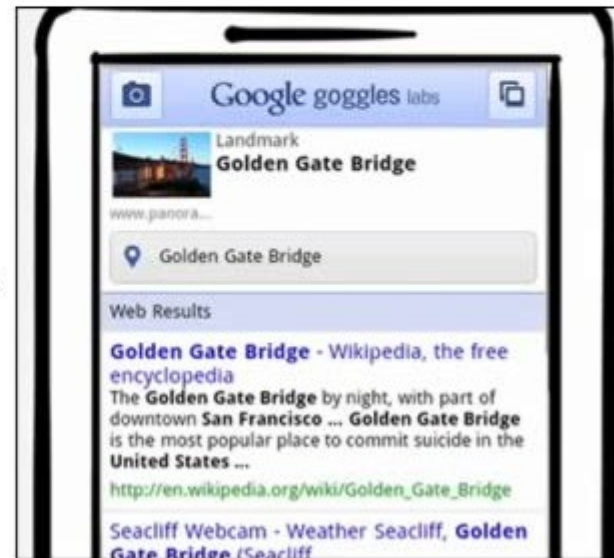 Google goggles labs
Landmark
Golden Gate Bridge
www.panora...
Golden Gate Bridge
Web Results
Golden Gate Bridge - Wikipedia, the free
encyclopedia
The Golden Gate Bridge by night, with part of
downtown San Francisco ... Golden Gate Bridge
is the most popular place to commit suicide in the
United States ...
http://en.wikipedia.org/wiki/Golden_Gate_Bridge
Seacliff Webcam - Weather Seacliff, Golden
Gate Bridge (Seacliff